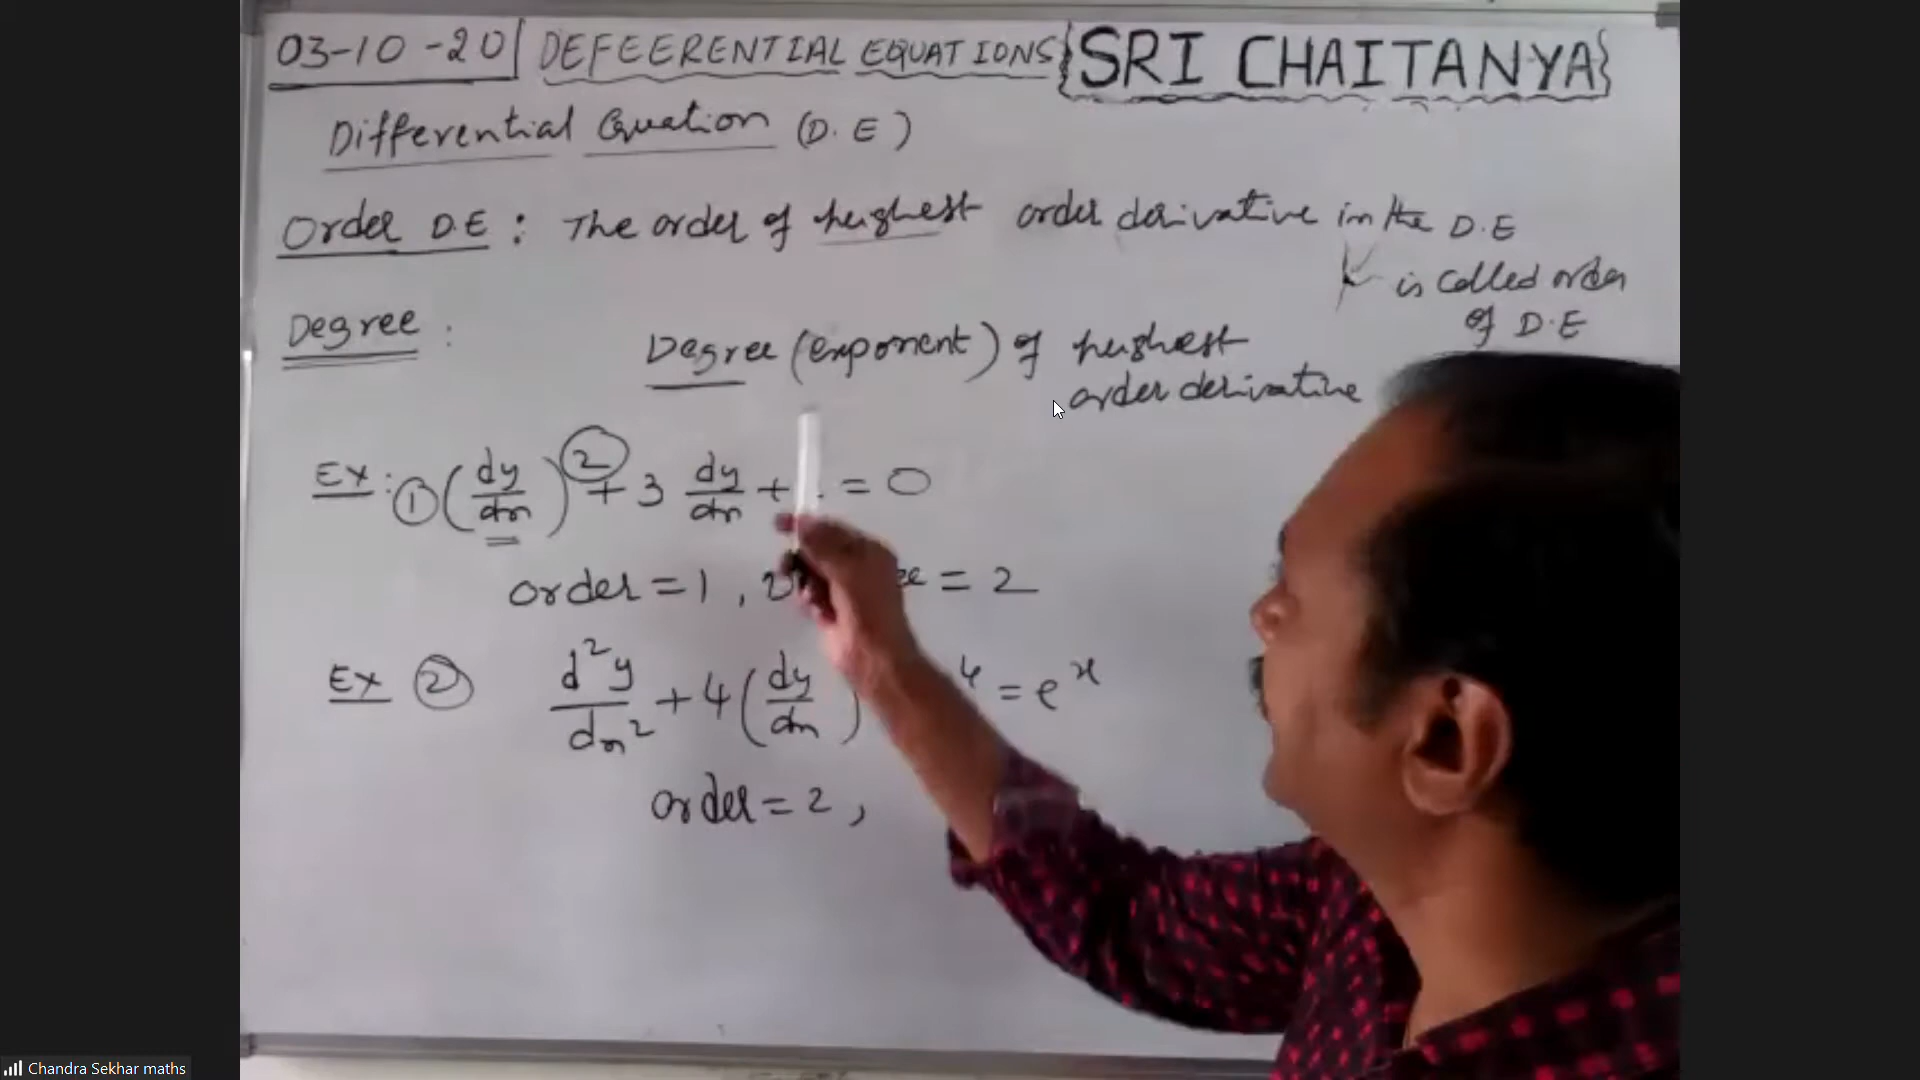 03-10-20 | DEFEERENTIAL EQUATIONS {SRI CHAITANYA}
Differential Equation (D.E)
Order D.E : The order of highest order derivative in the D.E
is called order
of D.E
Degree :
Degree (exponent) of highest
order derivative
Ex: ① (dy/dx)² + 3 dy/dx + = 0
order = 1 , = 2
Ex ② d²y/dx² + 4 (dy/dx) = eˣ
order = 2 ,
Chandra Sekhar maths